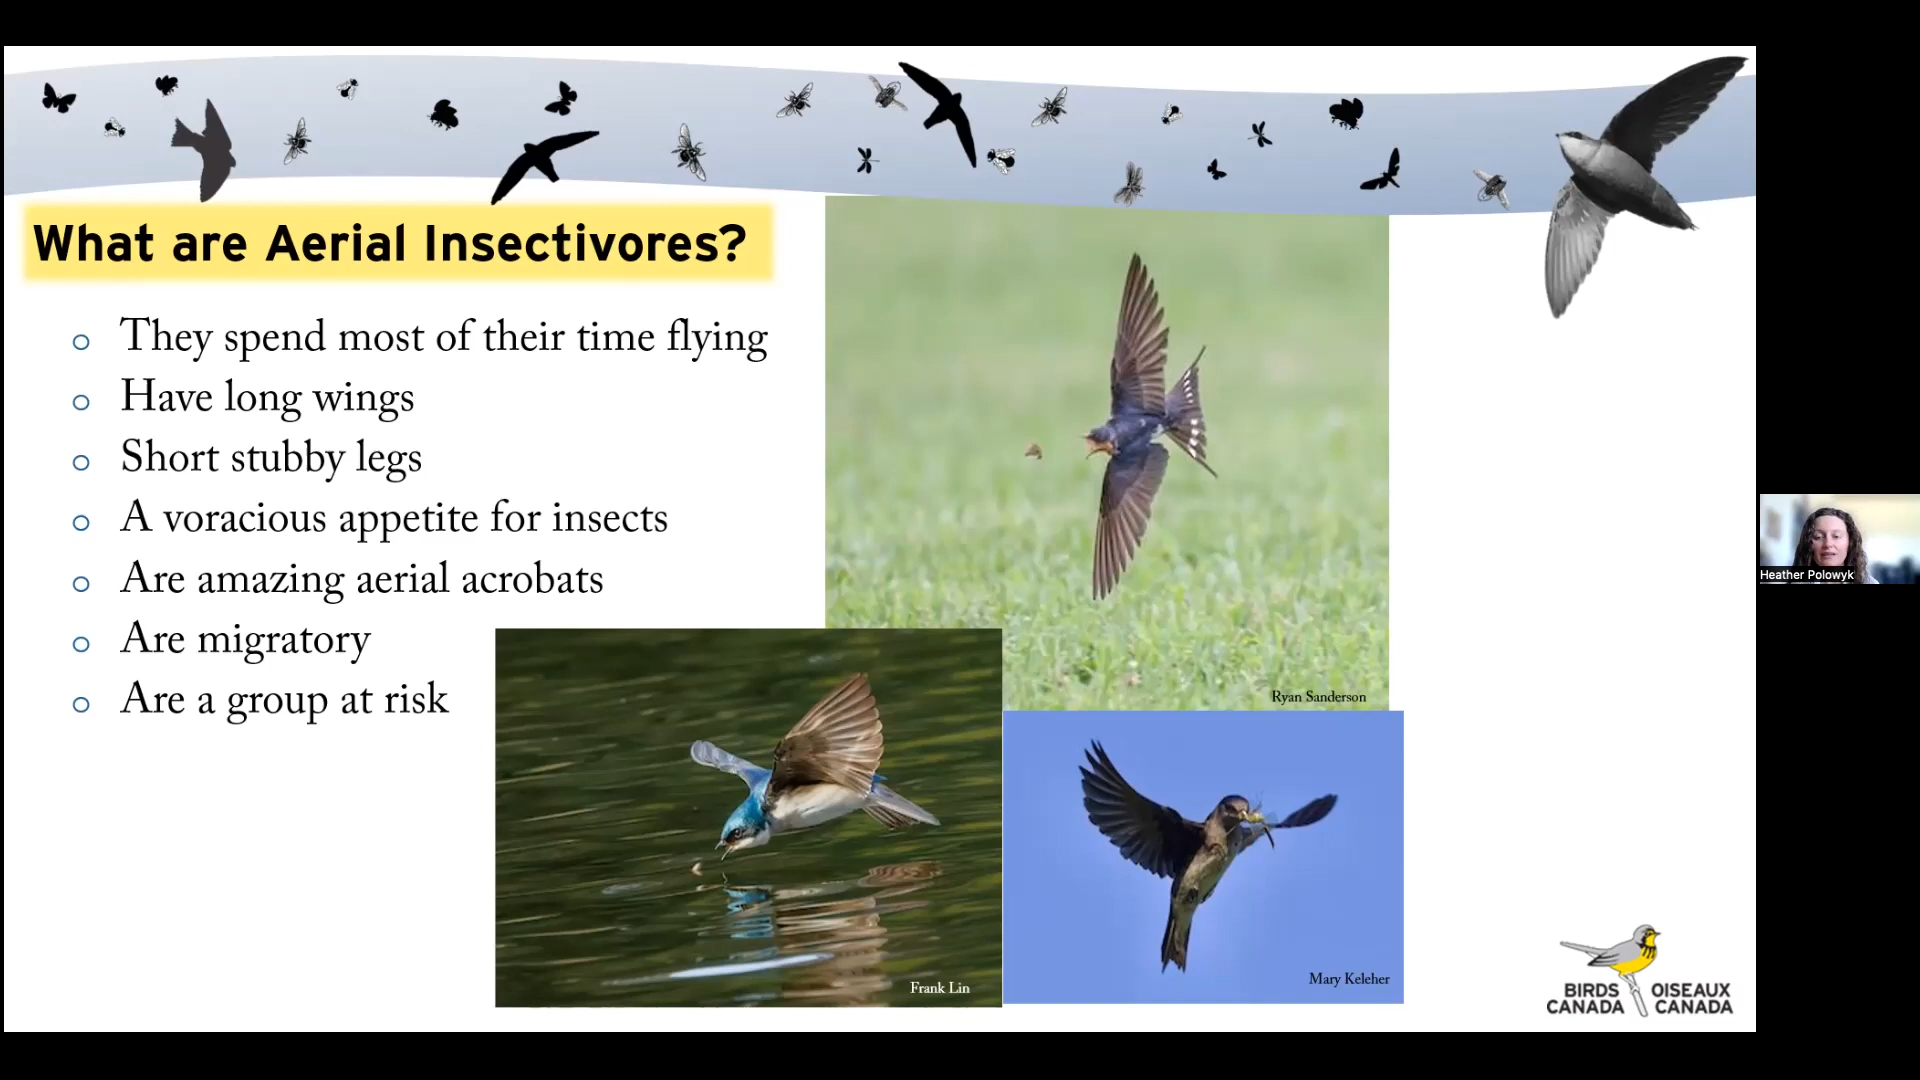 What are Aerial Insectivores?
They spend most of their time flying
Have long wings
Short stubby legs
A voracious appetite for insects
Are amazing aerial acrobats
Are migratory
Are a group at risk
Ryan Sanderson
Frank Lin
Mary Keleher
Heather Polowyk
BIRDS CANADA
OISEAUX CANADA